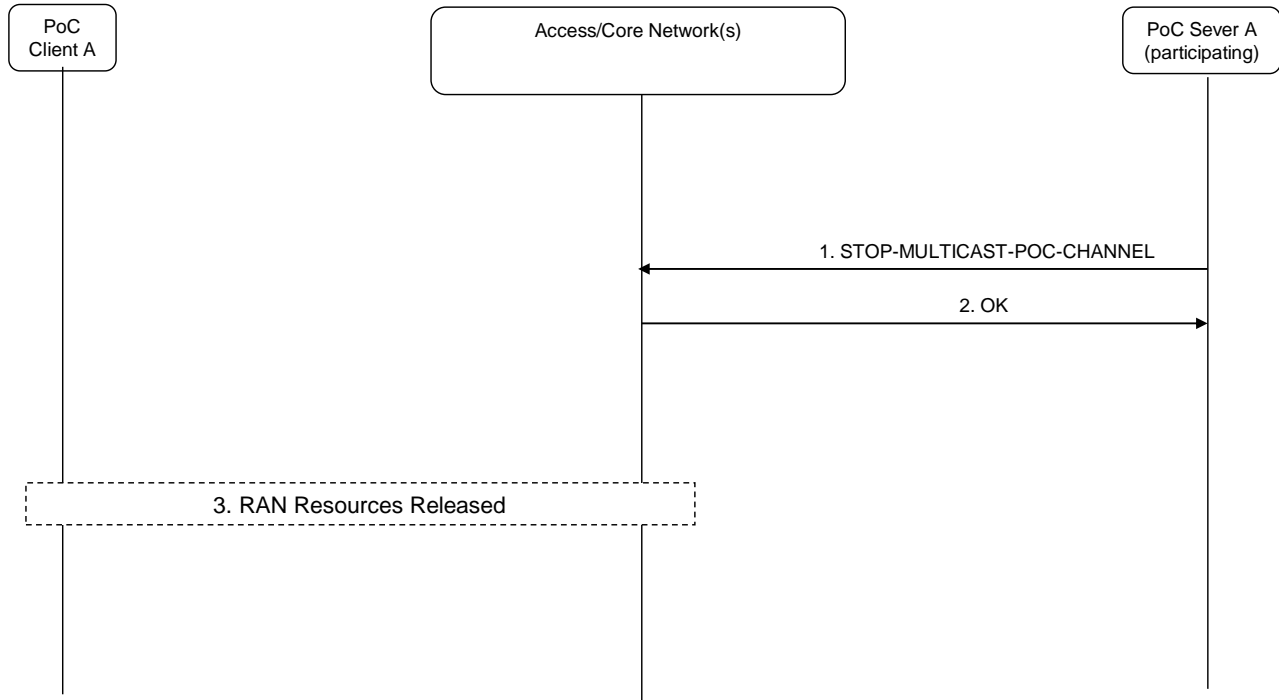 PoC
Client A
Access/Core Network(s)
PoC Sever A
(participating)
1. STOP-MULTICAST-POC-CHANNEL
2. OK
3. RAN Resources Released